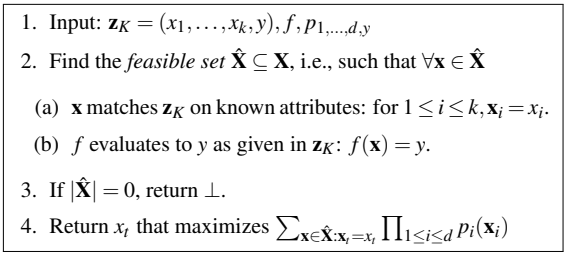 1. Input: z_K = (x_1, . . . , x_k, y), f, p_{1,...,d,y}
2. Find the feasible set X̂ ⊆ X, i.e., such that ∀x ∈ X̂
(a) x matches z_K on known attributes: for 1 ≤ i ≤ k, x_i = x_i.
(b) f evaluates to y as given in z_K: f(x) = y.
3. If |X̂| = 0, return ⊥.
4. Return x_t that maximizes ∑_{x∈X̂:x_t=x_t} ∏_{1≤i≤d} p_i(x_i)